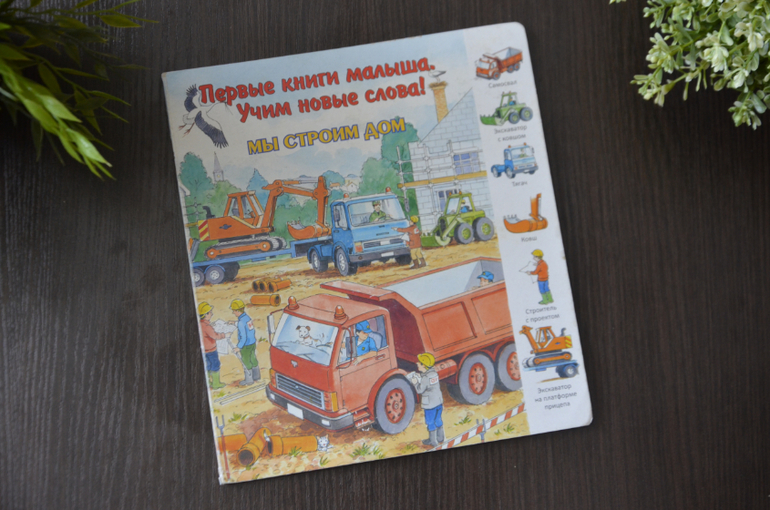 Первые книги малыша.
Учим новые слова!
МЫ СТРОИМ ДОМ
Самосвал
Экскаватор
с ковшом
Тягач
Ковш
Строитель
с проектом
Экскаватор
на платформе
прицепа